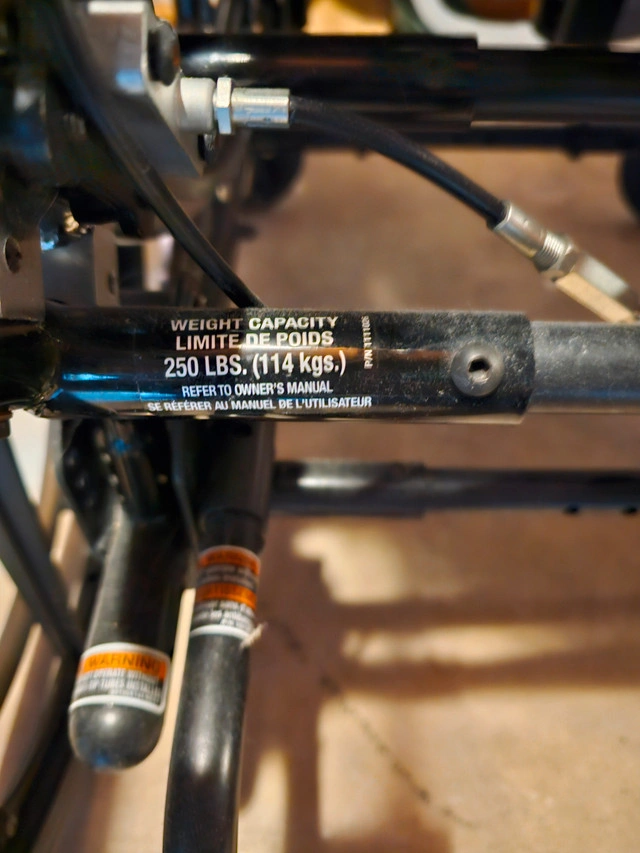 WEIGHT CAPACITY
LIMITE DE POIDS
250 LBS. (114 kgs.)
REFER TO OWNER'S MANUAL
SE RÉFÉRER AU MANUEL DE L'UTILISATEUR
P/N
WARNING